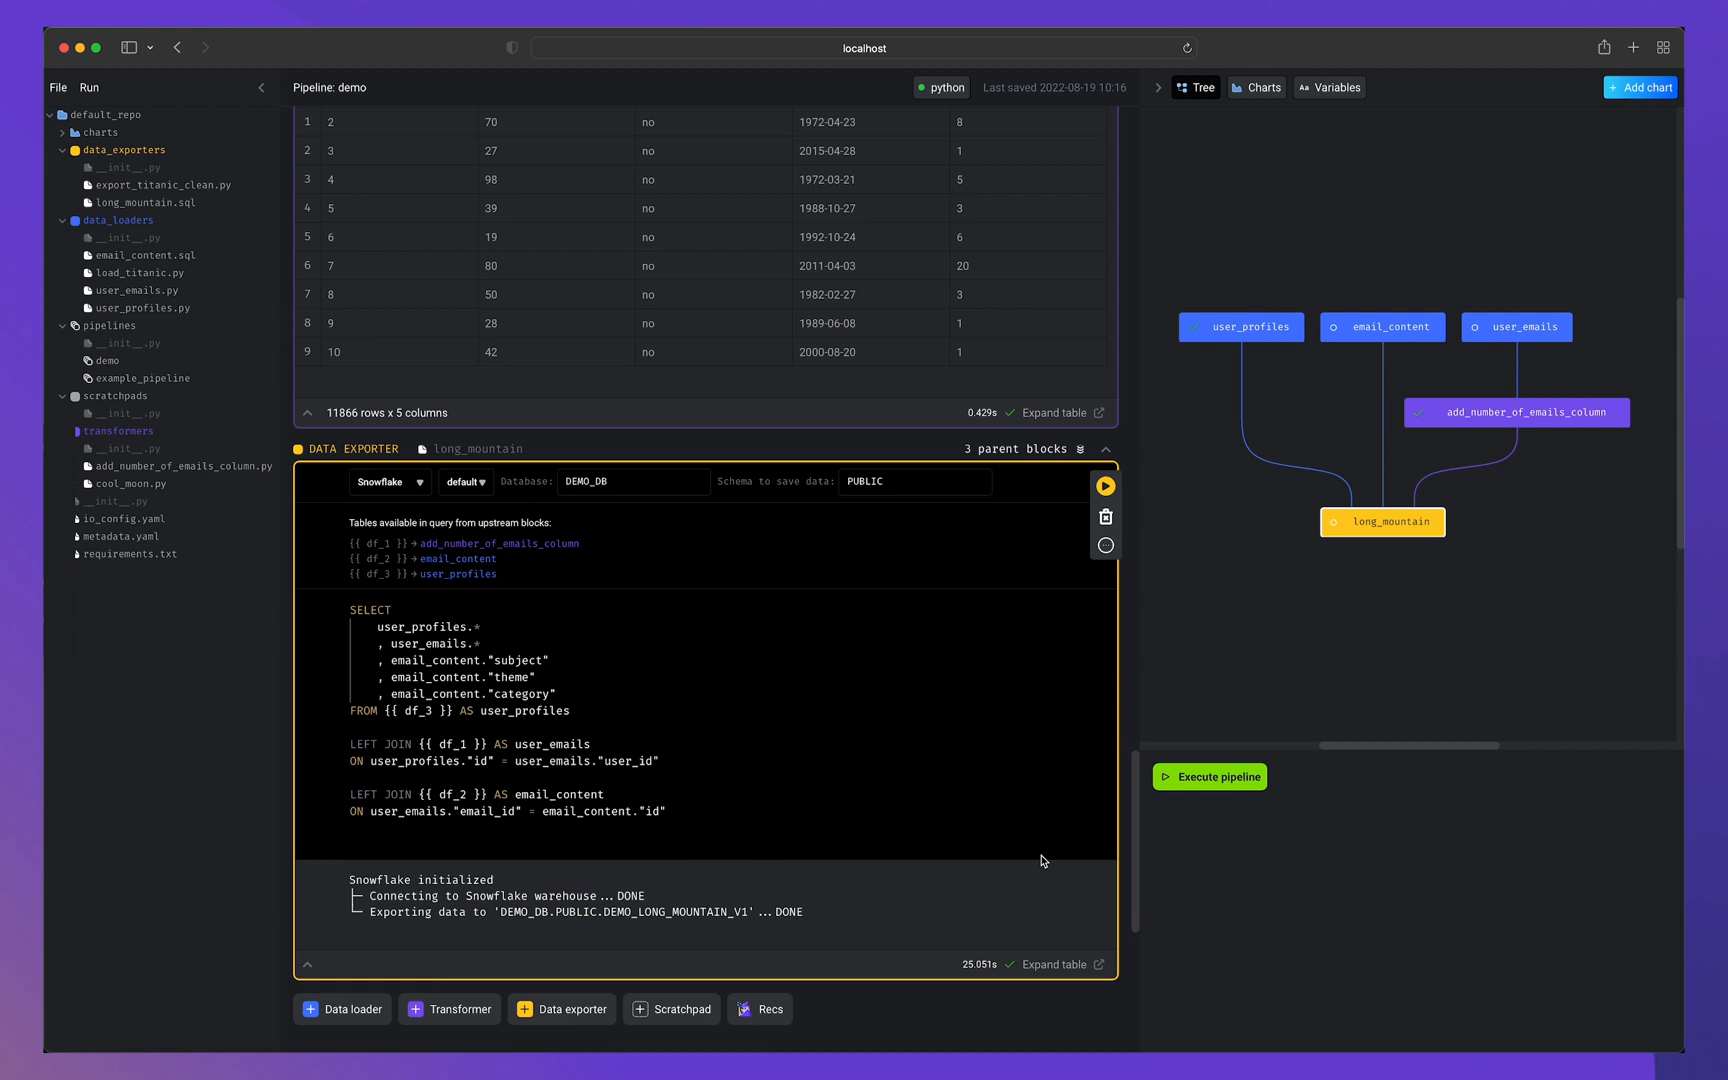 localhost
File Run
Pipeline: demo
python
Last saved 2022-08-19 10:16
Tree
Charts
Aa Variables
+ Add chart
default_repo
charts
data_exporters
__init__.py
export_titanic_clean.py
long_mountain.sql
data_loaders
__init__.py
email_content.sql
load_titanic.py
user_emails.py
user_profiles.py
pipelines
__init__.py
demo
example_pipeline
scratchpads
__init__.py
transformers
__init__.py
add_number_of_emails_column.py
cool_moon.py
__init__.py
io_config.yaml
metadata.yaml
requirements.txt
1 2 70 no 1972-04-23 8
2 3 27 no 2015-04-28 1
3 4 98 no 1972-03-21 5
4 5 39 no 1988-10-27 3
5 6 19 no 1992-10-24 6
6 7 80 no 2011-04-03 20
7 8 50 no 1982-02-27 3
8 9 28 no 1989-06-08 1
9 10 42 no 2000-08-20 1
11866 rows x 5 columns
0.429s
Expand table
DATA EXPORTER
long_mountain
3 parent blocks
Snowflake
default
Database: DEMO_DB
Schema to save data: PUBLIC
Tables available in query from upstream blocks:
{{ df_1 }} → add_number_of_emails_column
{{ df_2 }} → email_content
{{ df_3 }} → user_profiles
SELECT
user_profiles.*
, user_emails.*
, email_content."subject"
, email_content."theme"
, email_content."category"
FROM {{ df_3 }} AS user_profiles
LEFT JOIN {{ df_1 }} AS user_emails
ON user_profiles."id" = user_emails."user_id"
LEFT JOIN {{ df_2 }} AS email_content
ON user_emails."email_id" = email_content."id"
Snowflake initialized
├─ Connecting to Snowflake warehouse...DONE
└─ Exporting data to 'DEMO_DB.PUBLIC.DEMO_LONG_MOUNTAIN_V1'...DONE
25.051s
Expand table
+ Data loader
+ Transformer
+ Data exporter
+ Scratchpad
Recs
user_profiles
email_content
user_emails
add_number_of_emails_column
long_mountain
Execute pipeline